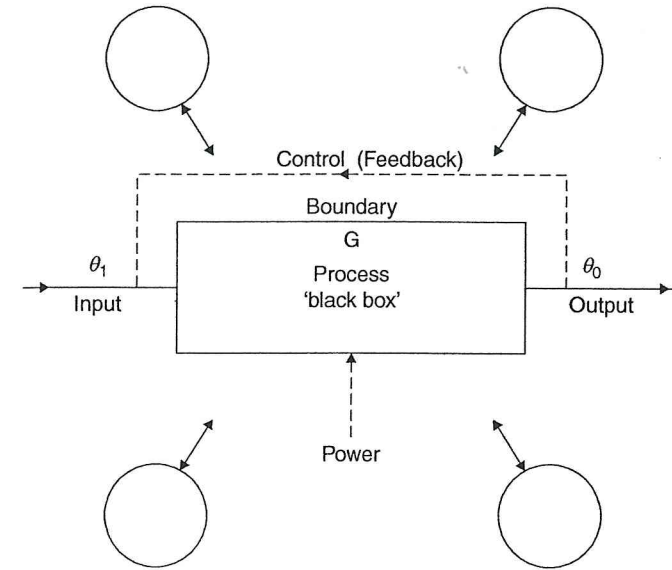 Control (Feedback)
Boundary
G
θ₁
Process
θ₀
Input
'black box'
Output
Power